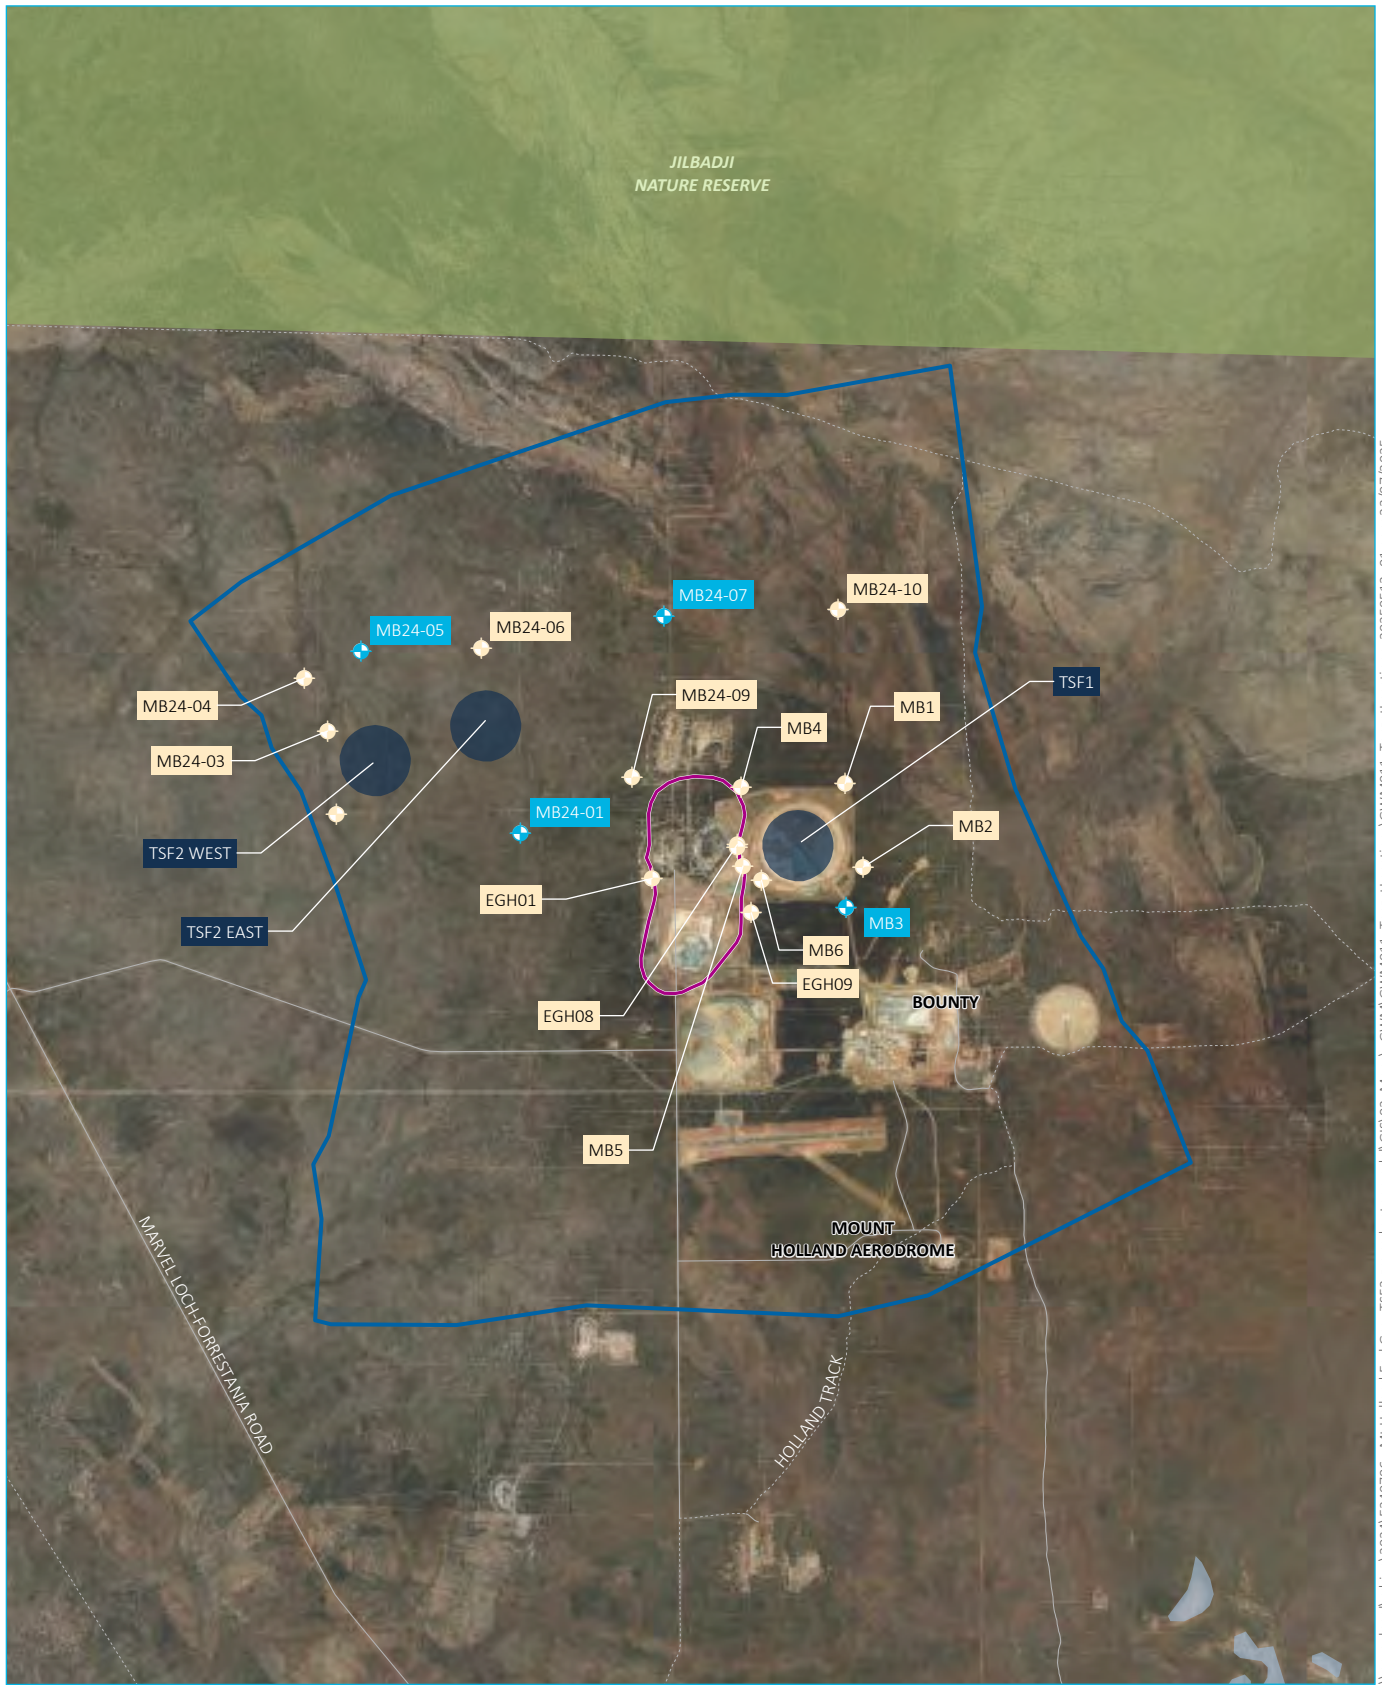 JILBADJI
NATURE RESERVE
MB24-07
MB24-10
MB24-05
MB24-06
MB24-04
MB24-09
TSF1
MB1
MB4
MB24-03
MB24-01
MB2
TSF2 WEST
EGH01
MB3
TSF2 EAST
MB6
EGH09
BOUNTY
EGH08
MB5
MOUNT
HOLLAND AERODROME
MARVEL LOCH-FORRESTANIA ROAD
HOLLAND TRACK